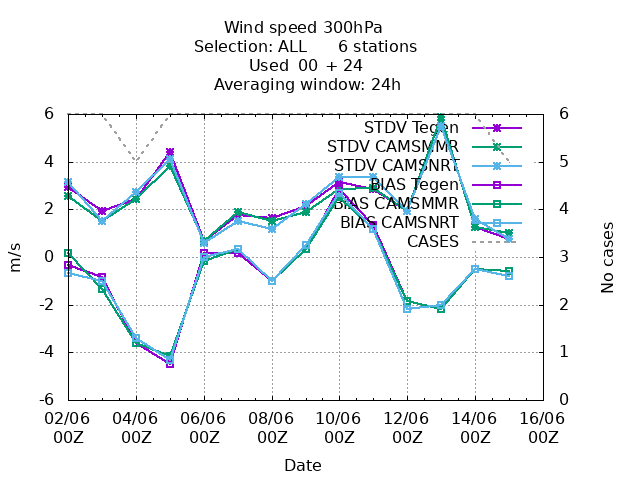 Wind speed 300hPa
Selection: ALL 6 stations
Used 00 + 24
Averaging window: 24h
STDV Tegen
STDV CAMSMMR
STDV CAMSNRT
BIAS Tegen
BIAS CAMSMMR
BIAS CAMSNRT
CASES
m/s
6
4
2
0
-2
-4
-6
No cases
6
5
4
3
2
1
0
02/06 04/06 06/06 08/06 10/06 12/06 14/06 16/06
00Z 00Z 00Z 00Z 00Z 00Z 00Z 00Z
Date